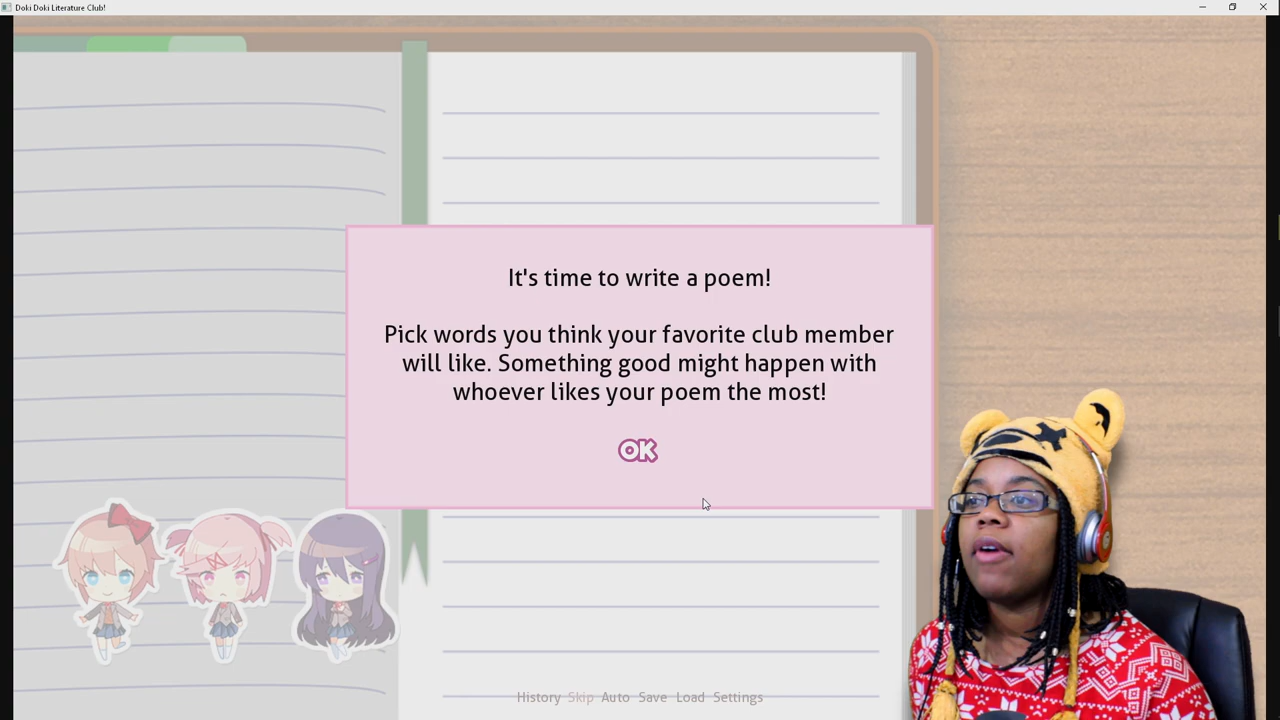 Doki Doki Literature Club!
It's time to write a poem!
Pick words you think your favorite club member
will like. Something good might happen with
whoever likes your poem the most!
OK
History Skip Auto Save Load Settings